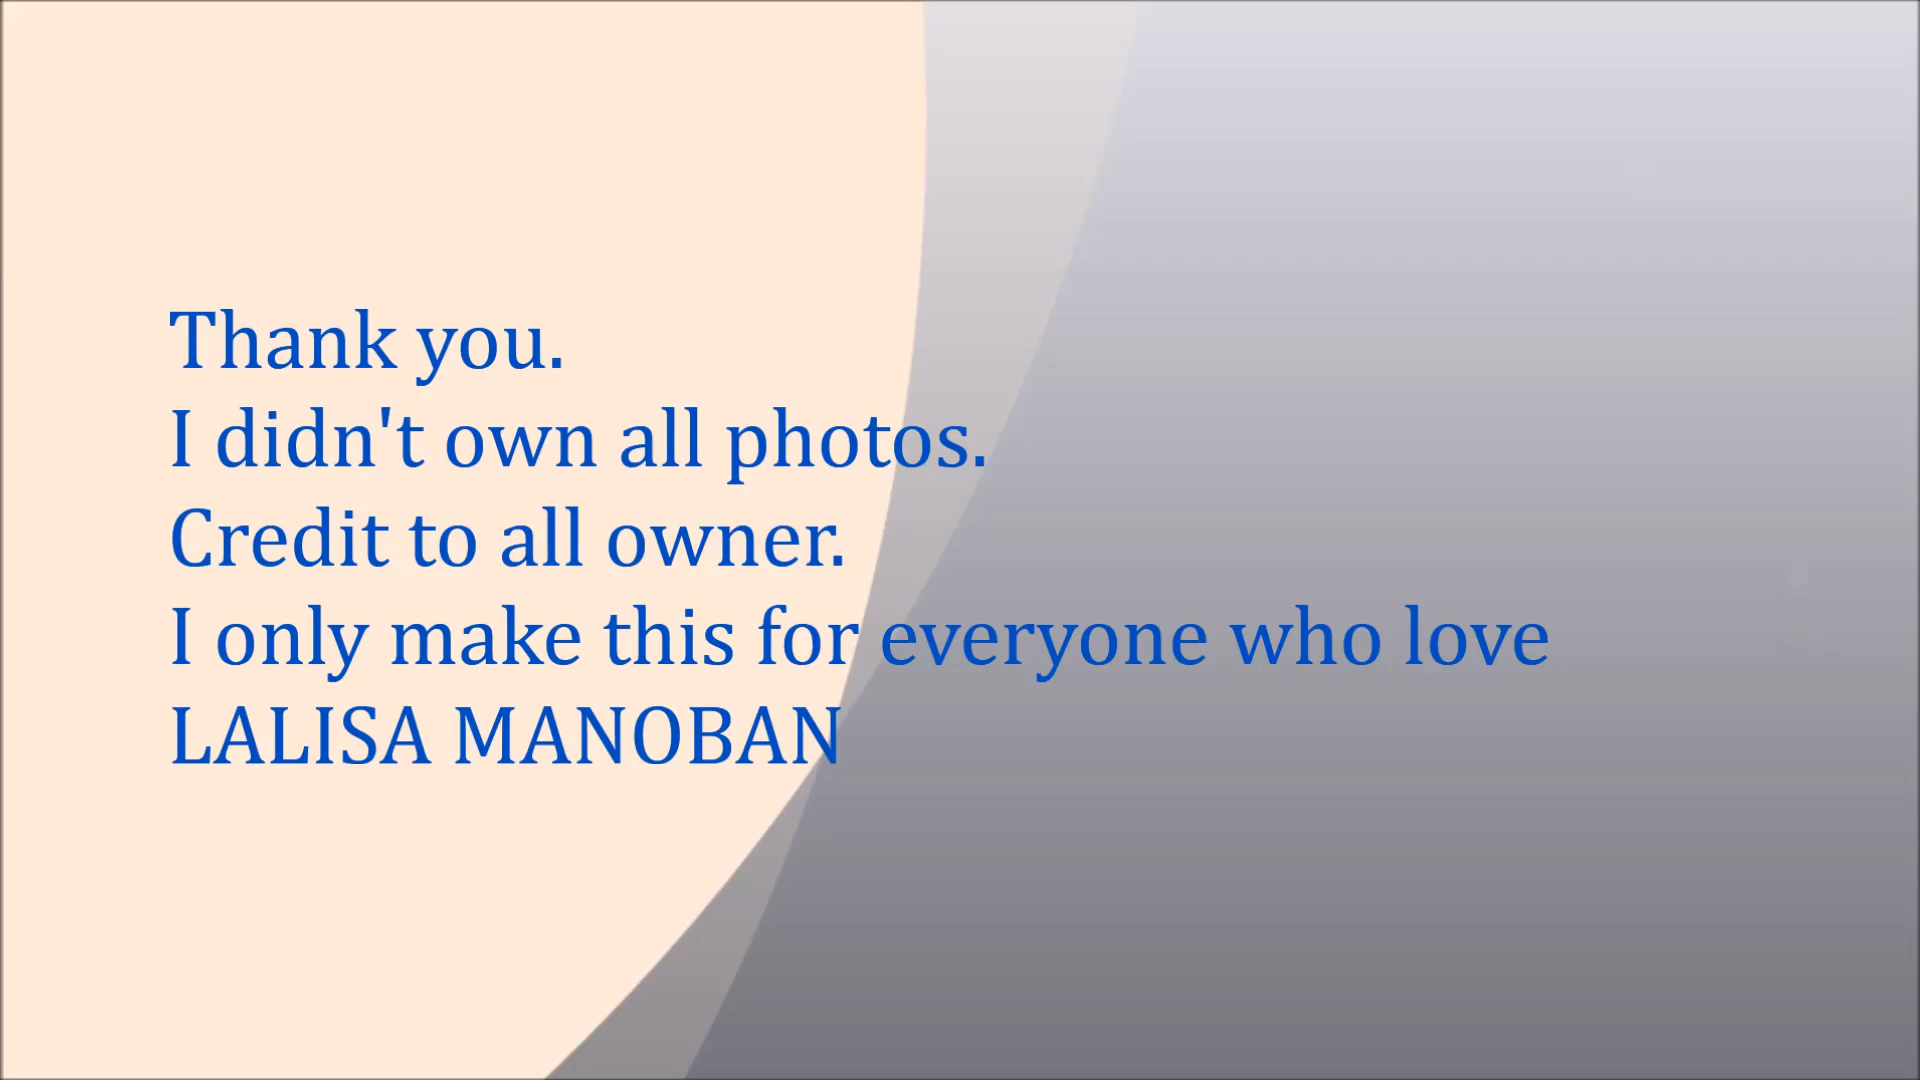 Thank you.
I didn't own all photos.
Credit to all owner.
I only make this for everyone who love
LALISA MANOBAN